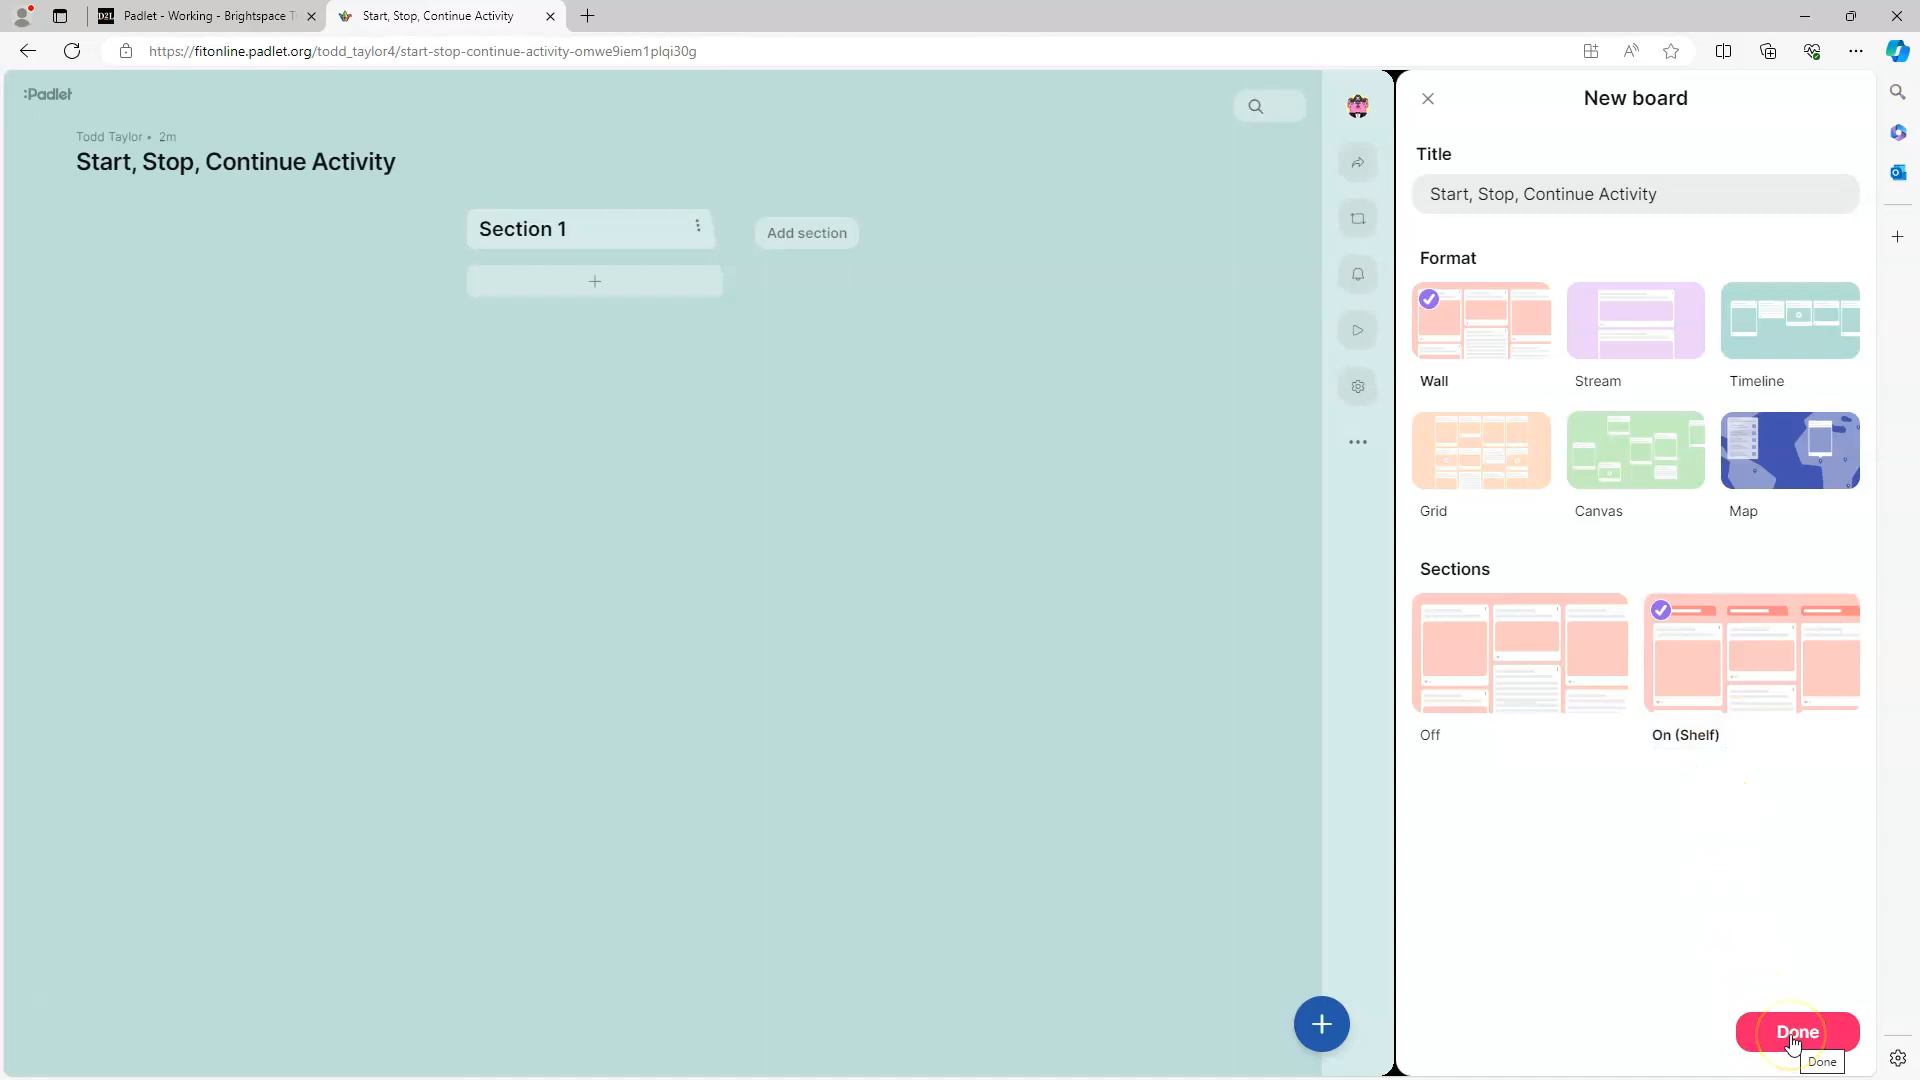 Padlet - Working - Brightspace T
Start, Stop, Continue Activity
https://fitonline.padlet.org/todd_taylor4/start-stop-continue-activity-omwe9iem1plqi30g
:Padlet
Todd Taylor • 2m
Start, Stop, Continue Activity
Section 1
Add section
New board
Title
Start, Stop, Continue Activity
Format
Wall
Stream
Timeline
Grid
Canvas
Map
Sections
Off
On (Shelf)
Done
Done